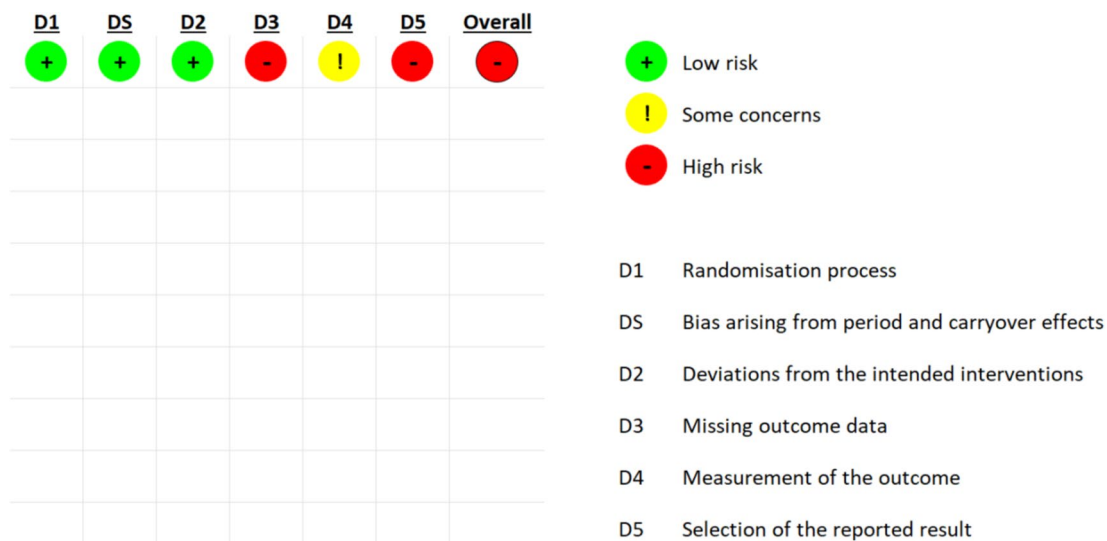 D1 DS D2 D3 D4 D5 Overall
+ + + - ! - -
+ Low risk
! Some concerns
- High risk
D1 Randomisation process
DS Bias arising from period and carryover effects
D2 Deviations from the intended interventions
D3 Missing outcome data
D4 Measurement of the outcome
D5 Selection of the reported result